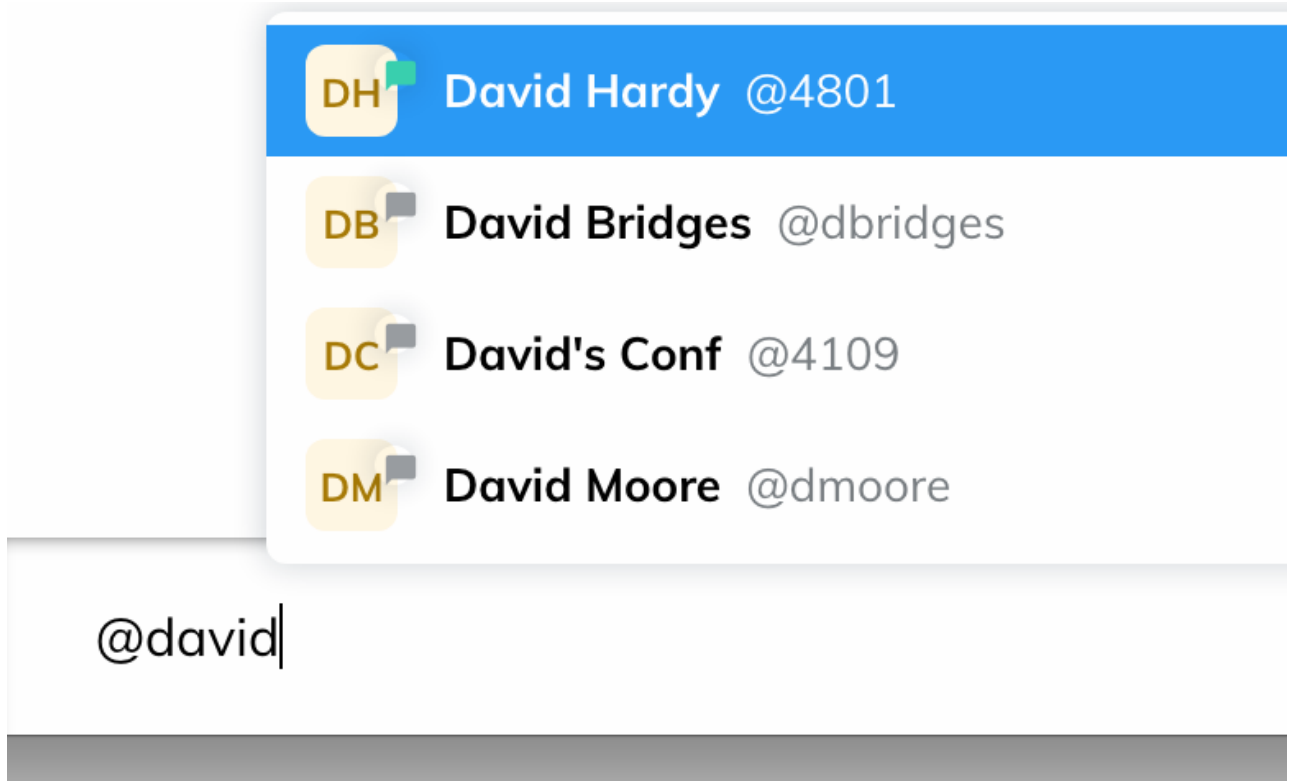 DH David Hardy @4801
DB David Bridges @dbridges
DC David's Conf @4109
DM David Moore @dmoore
@david